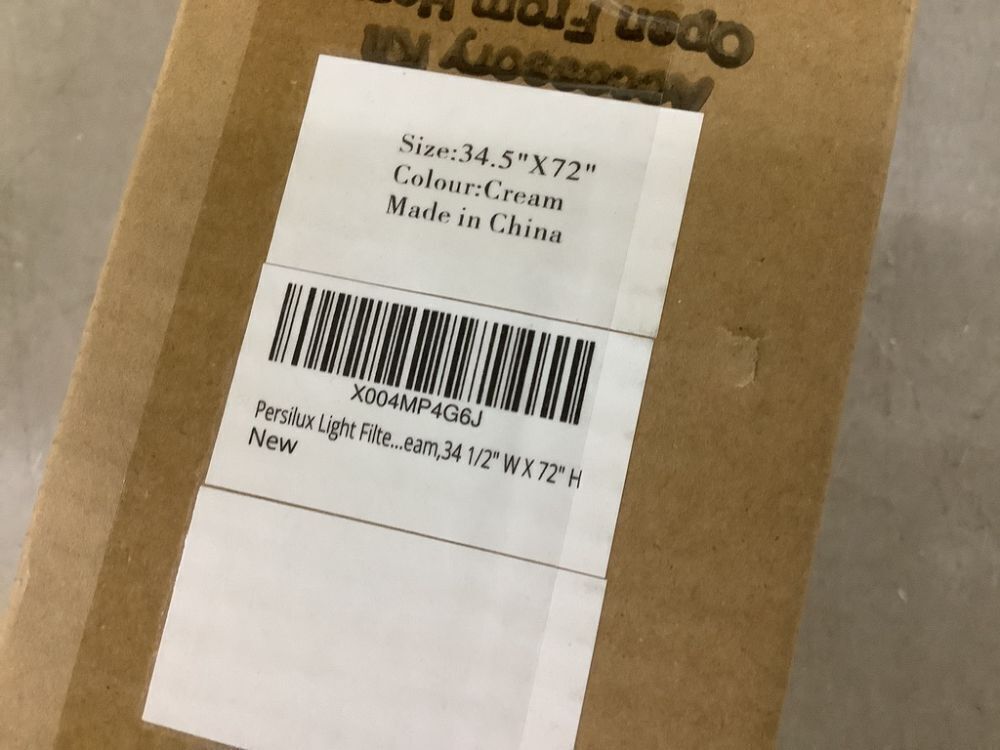 Open From Here
Accessory Kit
Size:34.5"X72"
Colour:Cream
Made in China
X004MP4G6J
Persilux Light Filte...eam,34 1/2" W X 72" H
New